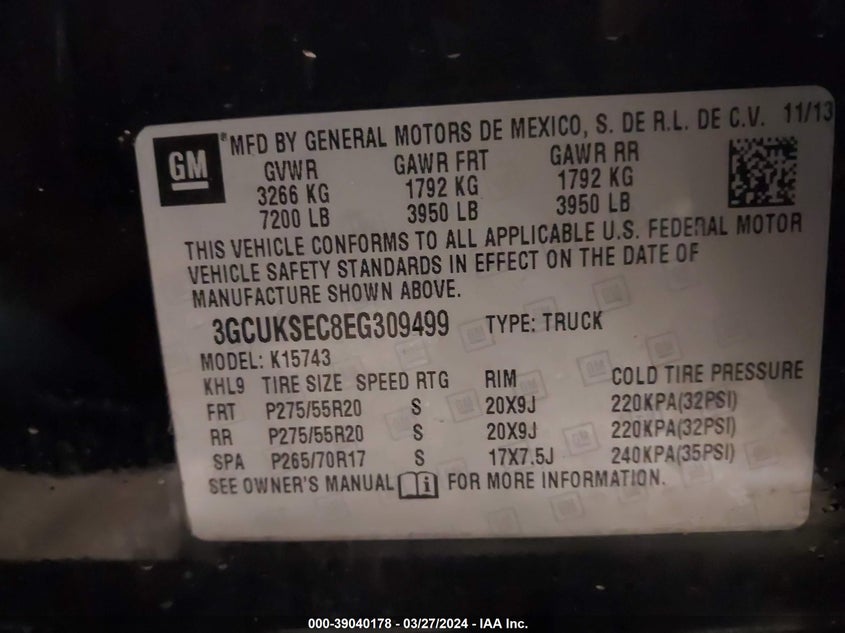 GM
®MFD BY GENERAL MOTORS DE MEXICO, S. DE R.L. DE C.V. 11/13
GVWR GAWR FRT GAWR RR
3266 KG 1792 KG 1792 KG
7200 LB 3950 LB 3950 LB
THIS VEHICLE CONFORMS TO ALL APPLICABLE U.S. FEDERAL MOTOR
VEHICLE SAFETY STANDARDS IN EFFECT ON THE DATE OF
MANUFACTURE SHOWN ABOVE.
3GCUKSEC8EG309499 TYPE: TRUCK
MODEL: K15743
KHL9 TIRE SIZE SPEED RTG RIM COLD TIRE PRESSURE
FRT P275/55R20 S 20X9J 220KPA(32PSI)
RR P275/55R20 S 20X9J 220KPA(32PSI)
SPA P265/70R17 S 17X7.5J 240KPA(35PSI)
SEE OWNER'S MANUAL i FOR MORE INFORMATION.
000-39040178 - 03/27/2024 - IAA Inc.